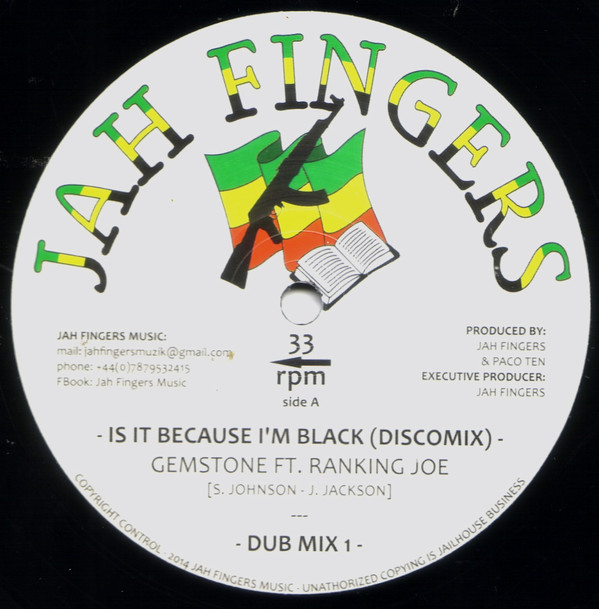 JAH FINGERS
JAH FINGERS MUSIC:
mail: jahfingersmuzik@gmail.com
phone: +44(0)7879532415
FBook: Jah Fingers Music
33
rpm
side A
PRODUCED BY:
JAH FINGERS
& PACO TEN
EXECUTIVE PRODUCER:
JAH FINGERS
- IS IT BECAUSE I'M BLACK (DISCOMIX) -
GEMSTONE FT. RANKING JOE
[S. JOHNSON - J. JACKSON]
---
- DUB MIX 1 -
COPYRIGHT CONTROL - 2014 JAH FINGERS MUSIC - UNATHORIZED COPYING IS JAILHOUSE BUSINESS